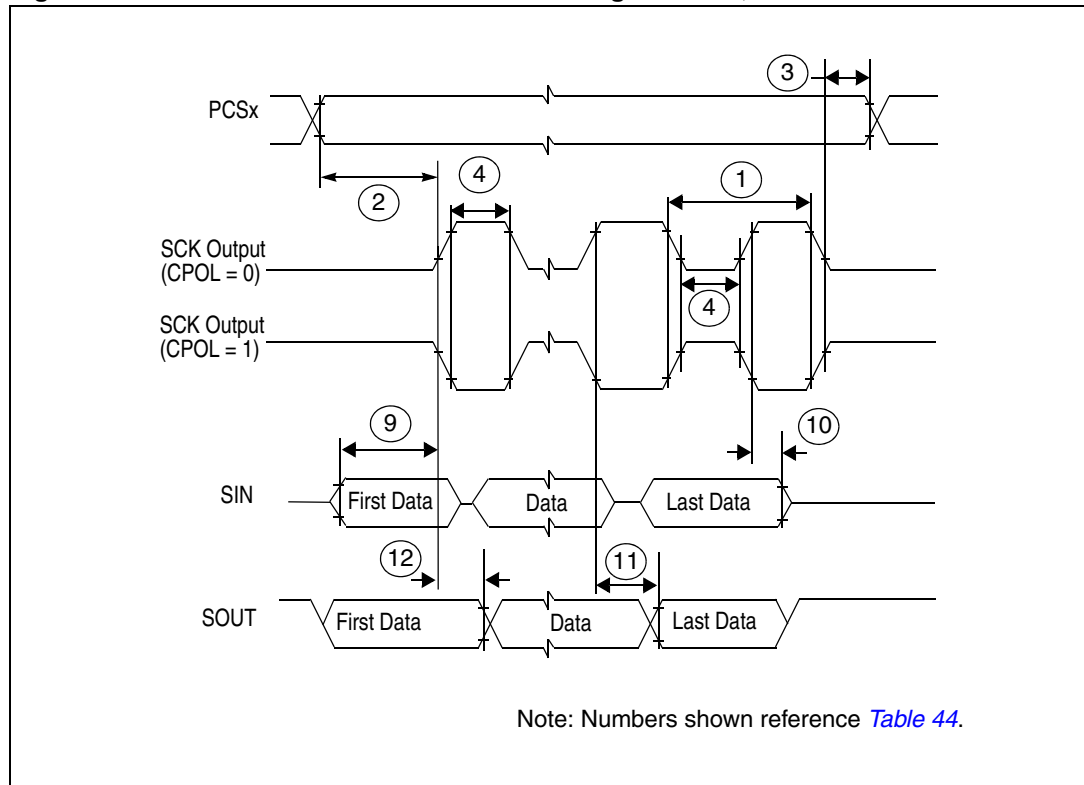 3
PCSx
2
4
1
SCK Output
(CPOL = 0)
4
SCK Output
(CPOL = 1)
9
10
SIN
First Data
Data
Last Data
12
11
SOUT
First Data
Data
Last Data
Note: Numbers shown reference Table 44.